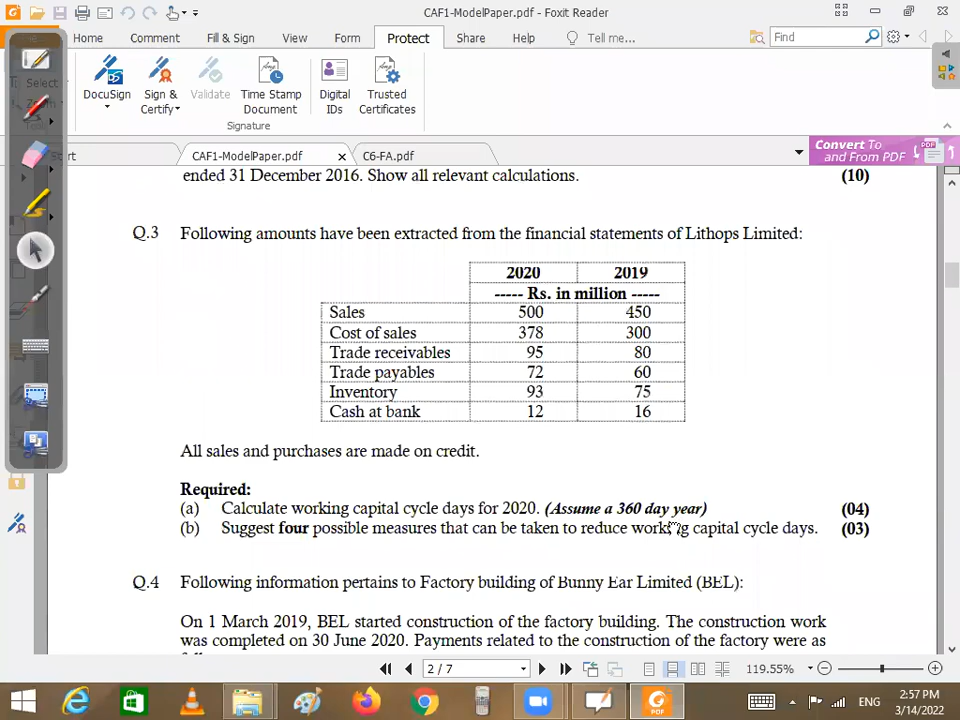 CAF1-ModelPaper.pdf - Foxit Reader
Home Comment Fill & Sign View Form Protect Share Help Tell me... Find
Select
DocuSign Sign & Certify Validate Time Stamp Document Digital IDs Trusted Certificates
Signature
Start CAF1-ModelPaper.pdf C6-FA.pdf Convert To and From PDF
ended 31 December 2016. Show all relevant calculations. (10)
Q.3 Following amounts have been extracted from the financial statements of Lithops Limited:
2020 2019
----- Rs. in million -----
Sales 500 450
Cost of sales 378 300
Trade receivables 95 80
Trade payables 72 60
Inventory 93 75
Cash at bank 12 16
All sales and purchases are made on credit.
Required:
(a) Calculate working capital cycle days for 2020. (Assume a 360 day year) (04)
(b) Suggest four possible measures that can be taken to reduce working capital cycle days. (03)
Q.4 Following information pertains to Factory building of Bunny Ear Limited (BEL):
On 1 March 2019, BEL started construction of the factory building. The construction work
was completed on 30 June 2020. Payments related to the construction of the factory were as
2 / 7 119.55%
ENG 2:57 PM
3/14/2022